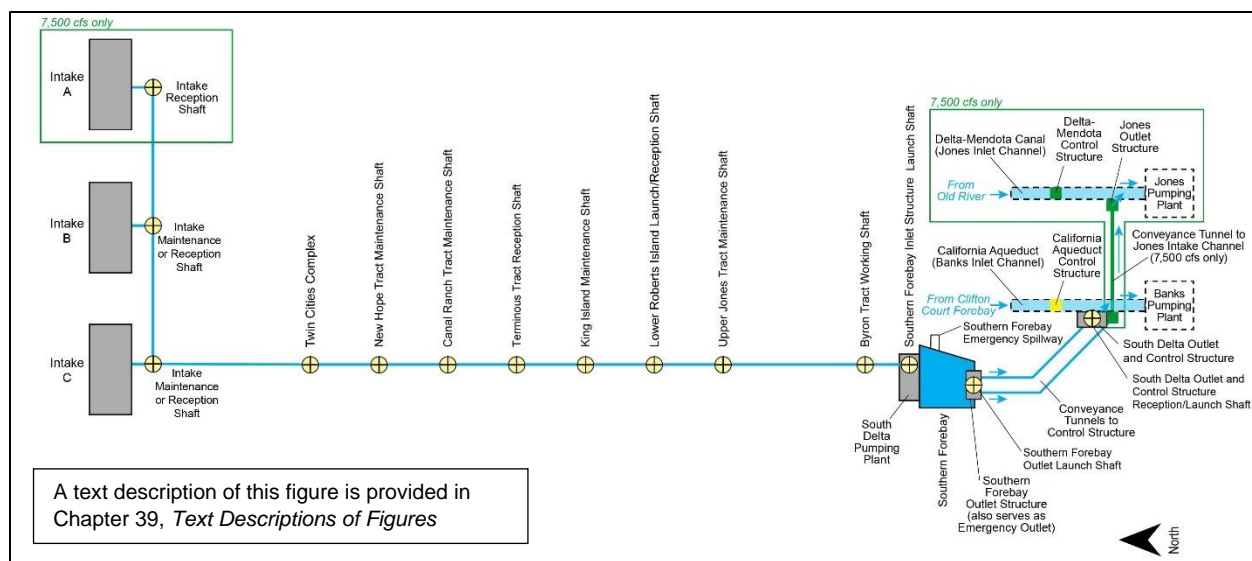 7,500 cfs only
Intake
A
Intake
Reception
Shaft
Intake
B
Intake
Maintenance
or Reception
Shaft
Intake
C
Intake
Maintenance
or Reception
Shaft
Twin Cities Complex
New Hope Tract Maintenance Shaft
Canal Ranch Tract Maintenance Shaft
Terminous Tract Reception Shaft
King Island Maintenance Shaft
Lower Roberts Island Launch/Reception Shaft
Upper Jones Tract Maintenance Shaft
Byron Tract Working Shaft
Southern Forebay Inlet Structure Launch Shaft
7,500 cfs only
Delta-Mendota Canal
(Jones Inlet Channel)
Delta-
Mendota
Control
Structure
Jones
Outlet
Structure
From
Old River
Jones
Pumping
Plant
California Aqueduct
(Banks Inlet Channel)
California
Aqueduct
Control
Structure
Conveyance Tunnel to
Jones Intake Channel
(7,500 cfs only)
From Clifton
Court Forebay
Banks
Pumping
Plant
Southern Forebay
Emergency Spillway
South Delta Outlet
and Control Structure
South Delta Outlet and
Control Structure
Reception/Launch Shaft
Conveyance
Tunnels to
Control Structure
South
Delta
Pumping
Plant
Southern Forebay
Southern Forebay
Outlet Launch Shaft
Southern
Forebay
Outlet Structure
(also serves as
Emergency Outlet)
North
A text description of this figure is provided in
Chapter 39, Text Descriptions of Figures